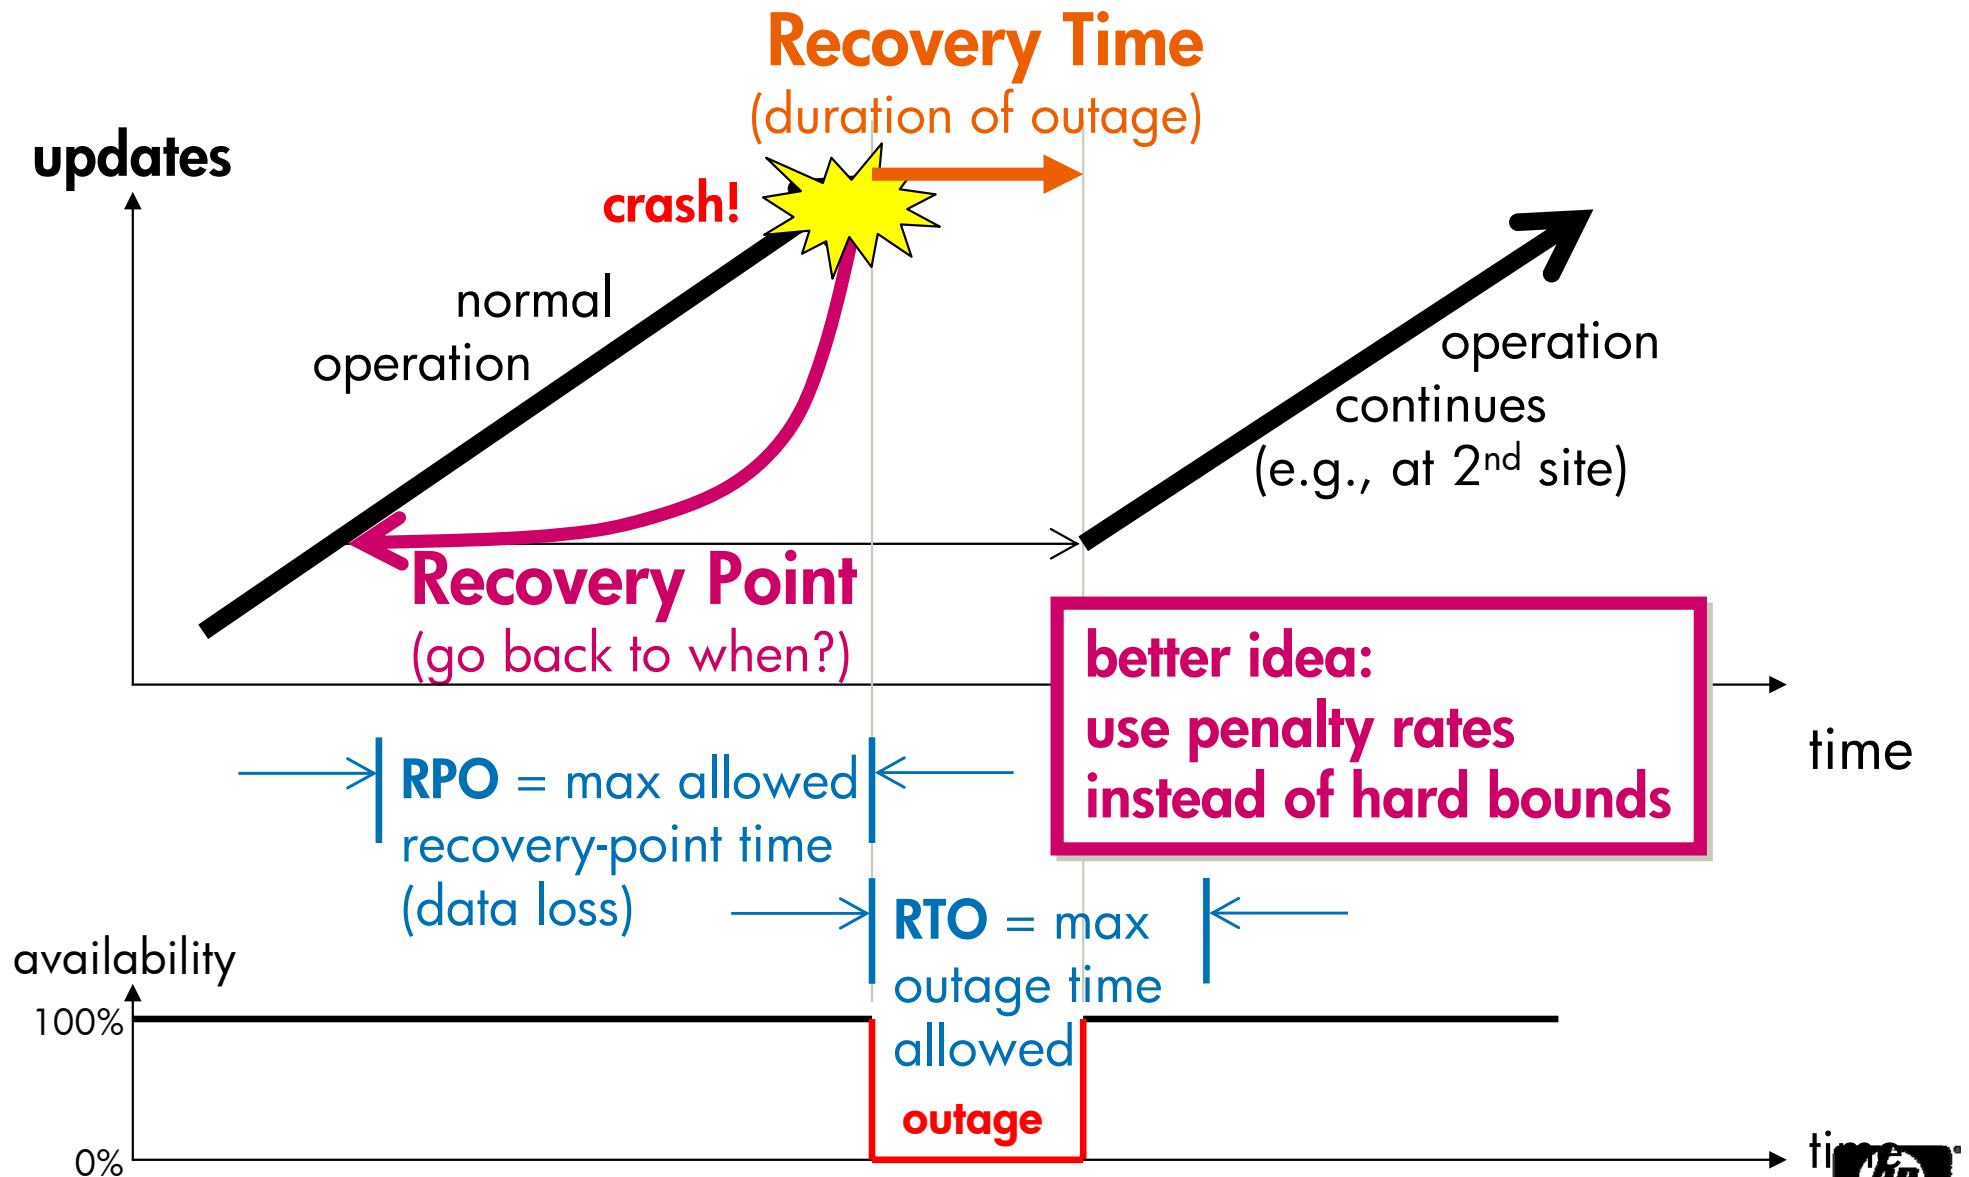 Recovery Time
(duration of outage)
updates
crash!
normal
operation
operation
continues
(e.g., at 2nd site)
Recovery Point
(go back to when?)
better idea:
use penalty rates
instead of hard bounds
time
RPO = max allowed
recovery-point time
(data loss)
RTO = max
outage time
allowed
availability
100%
outage
0%
time
hp